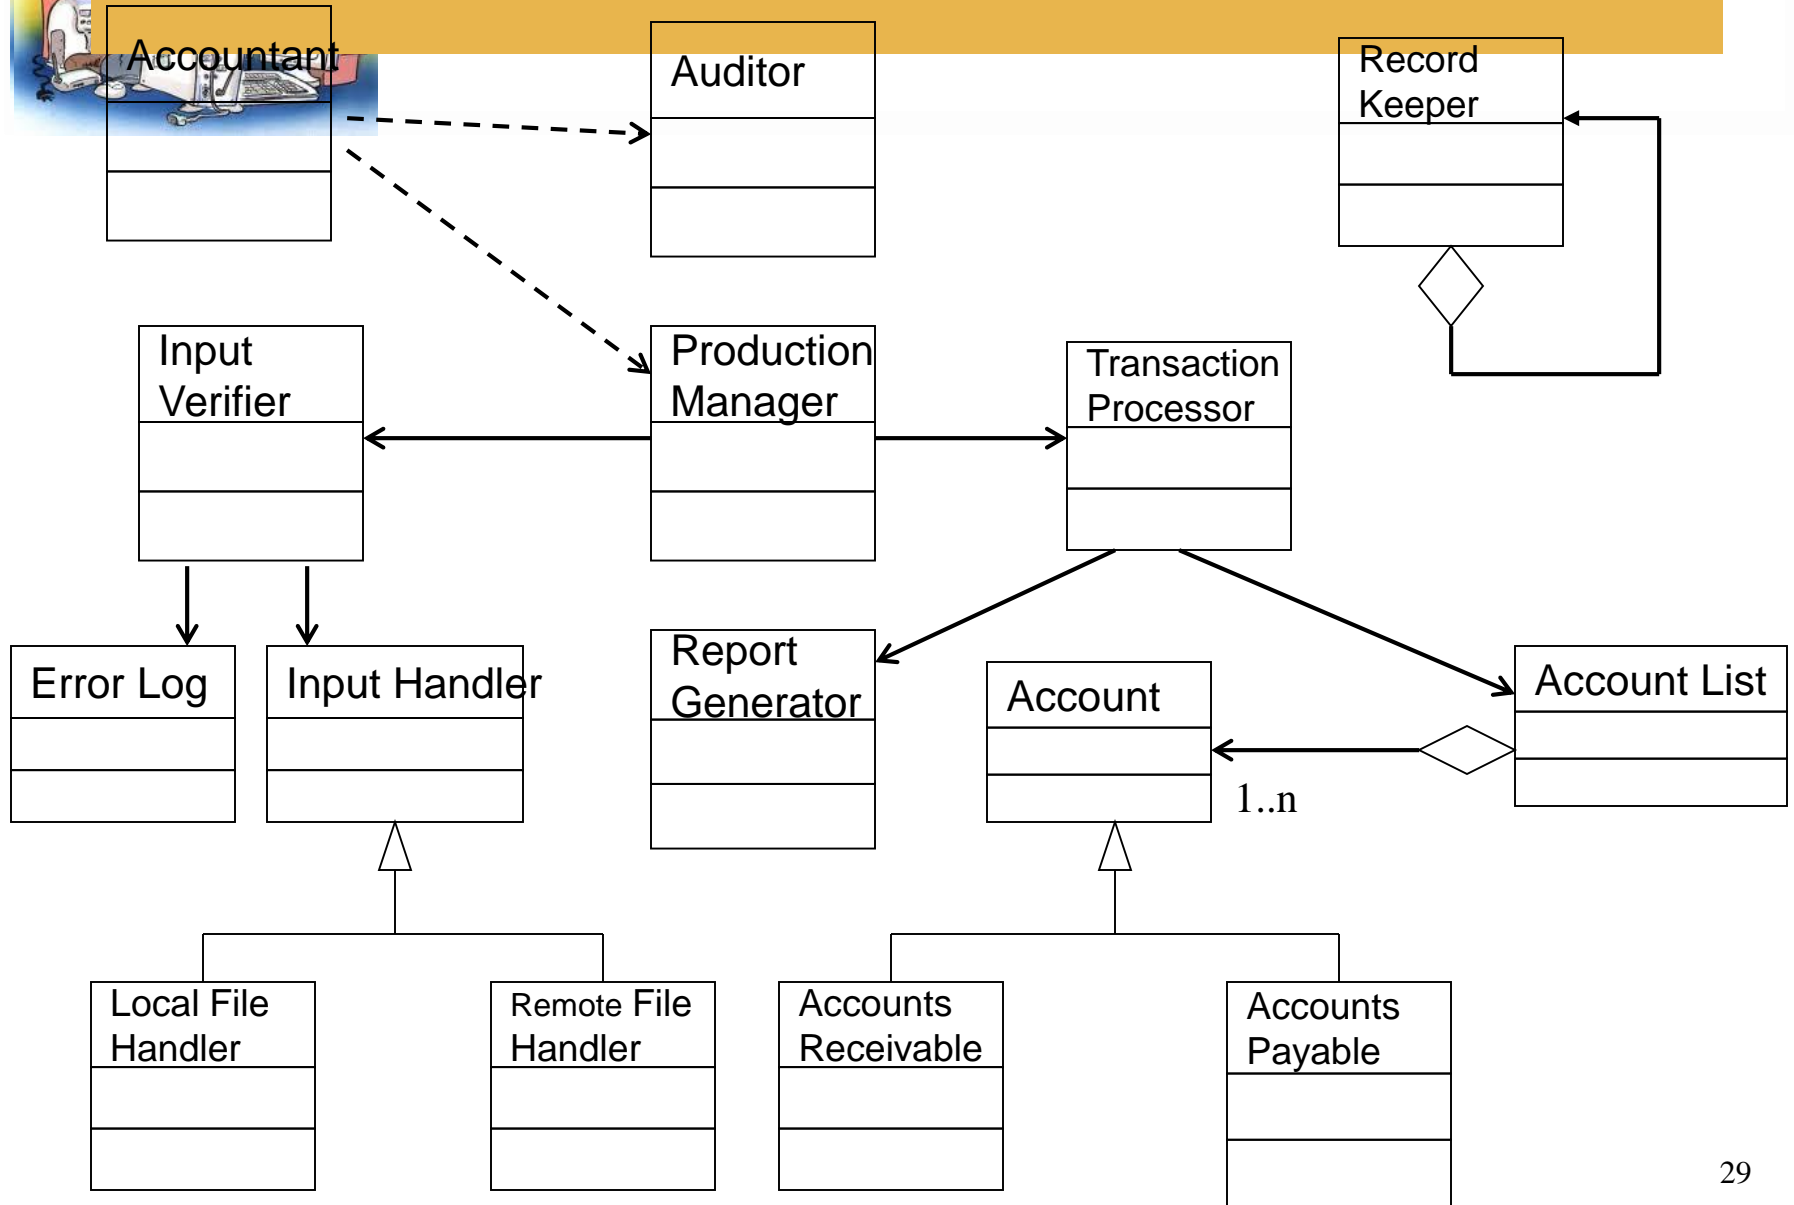 Accountant
Auditor
Record
Keeper
Input
Verifier
Production
Manager
Transaction
Processor
Error Log
Input Handler
Report
Generator
Account
Account List
1..n
Local File
Handler
Remote File
Handler
Accounts
Receivable
Accounts
Payable
29